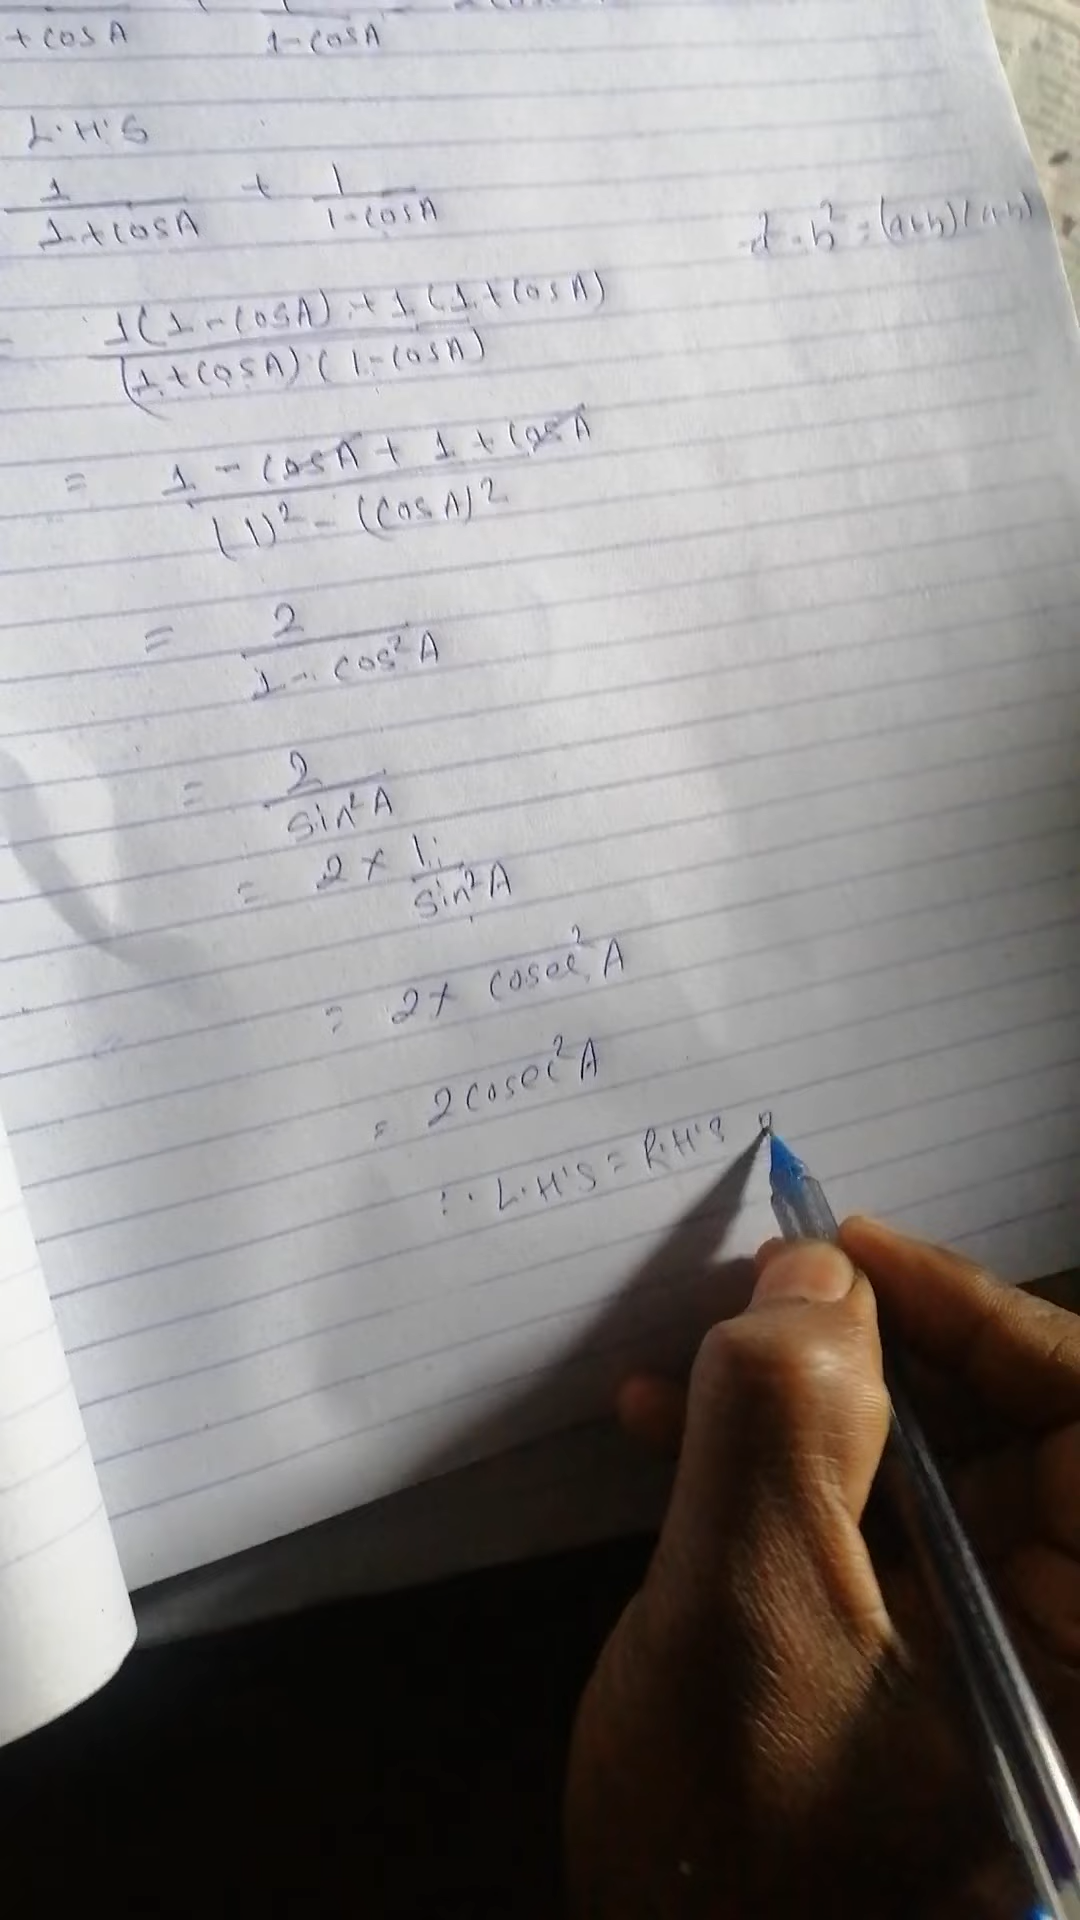 + cosA 1-cosA
L.H.S
1/1+cosA + 1/1-cosA
a²-b² = (a+b)(a-b)
= 1(1-cosA)+1(1+cosA)/(1+cosA)(1-cosA)
= 1-cosA+1+cosA/(1)²-(cosA)²
= 2/1-cos²A
= 2/sin²A
= 2×1/sin²A
= 2× cosec²A
= 2cosec²A
∴ L.H.S = R.H.S